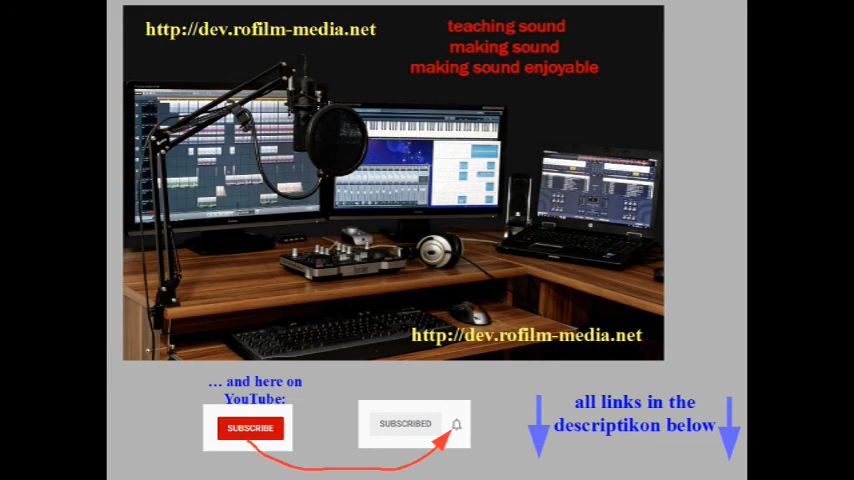 http://dev.rofilm-media.net
teaching sound
making sound
making sound enjoyable
http://dev.rofilm-media.net
… and here on
YouTube:
SUBSCRIBE
SUBSCRIBED
all links in the
descriptikon below